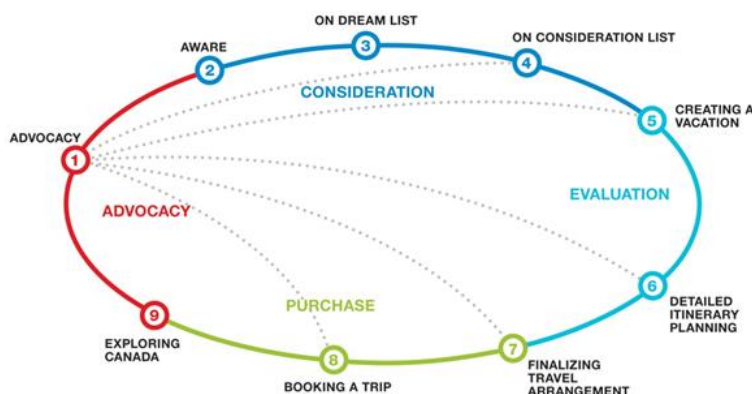 ON DREAM LIST
3
AWARE
2
ON CONSIDERATION LIST
4
CONSIDERATION
CREATING A
VACATION
5
ADVOCACY
1
ADVOCACY
EVALUATION
PURCHASE
6
DETAILED
ITINERARY
PLANNING
9
EXPLORING
CANADA
8
BOOKING A TRIP
7
FINALIZING
TRAVEL
ARRANGEMENT